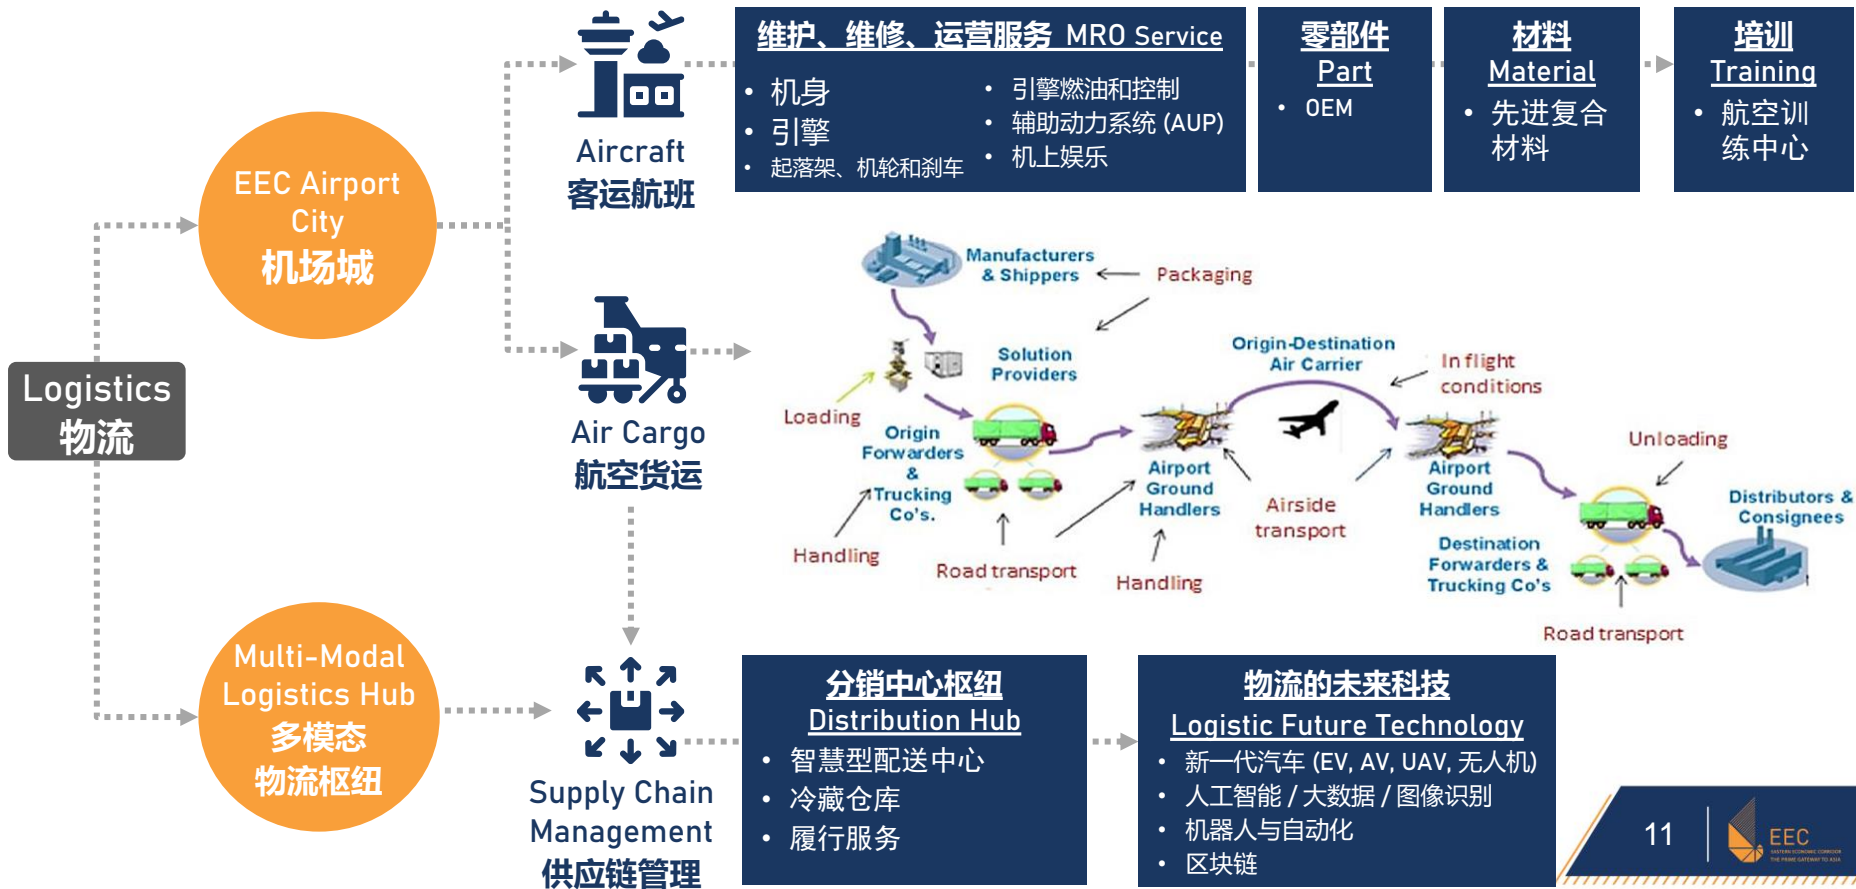 Logistics
物流
EEC Airport
City
机场城
Multi-Modal
Logistics Hub
多模态
物流枢纽
Aircraft
客运航班
Air Cargo
航空货运
Supply Chain
Management
供应链管理
维护、维修、运营服务 MRO Service
• 机身
• 引擎
• 起落架、机轮和刹车
• 引擎燃油和控制
• 辅助动力系统 (AUP)
• 机上娱乐
零部件
Part
• OEM
材料
Material
• 先进复合
材料
培训
Training
• 航空训
练中心
Manufacturers
& Shippers
Packaging
Solution
Providers
Loading
Origin
Forwarders
&
Trucking
Co's.
Handling
Road transport
Airport
Ground
Handlers
Handling
Origin-Destination
Air Carrier
In flight
conditions
Airside
transport
Airport
Ground
Handlers
Unloading
Destination
Forwarders &
Trucking Co's
Road transport
Distributors &
Consignees
分销中心枢纽
Distribution Hub
• 智慧型配送中心
• 冷藏仓库
• 履行服务
物流的未来科技
Logistic Future Technology
• 新一代汽车 (EV, AV, UAV, 无人机)
• 人工智能 / 大数据 / 图像识别
• 机器人与自动化
• 区块链
11
EEC
EASTERN ECONOMIC CORRIDOR
THE PRIME GATEWAY TO ASIA